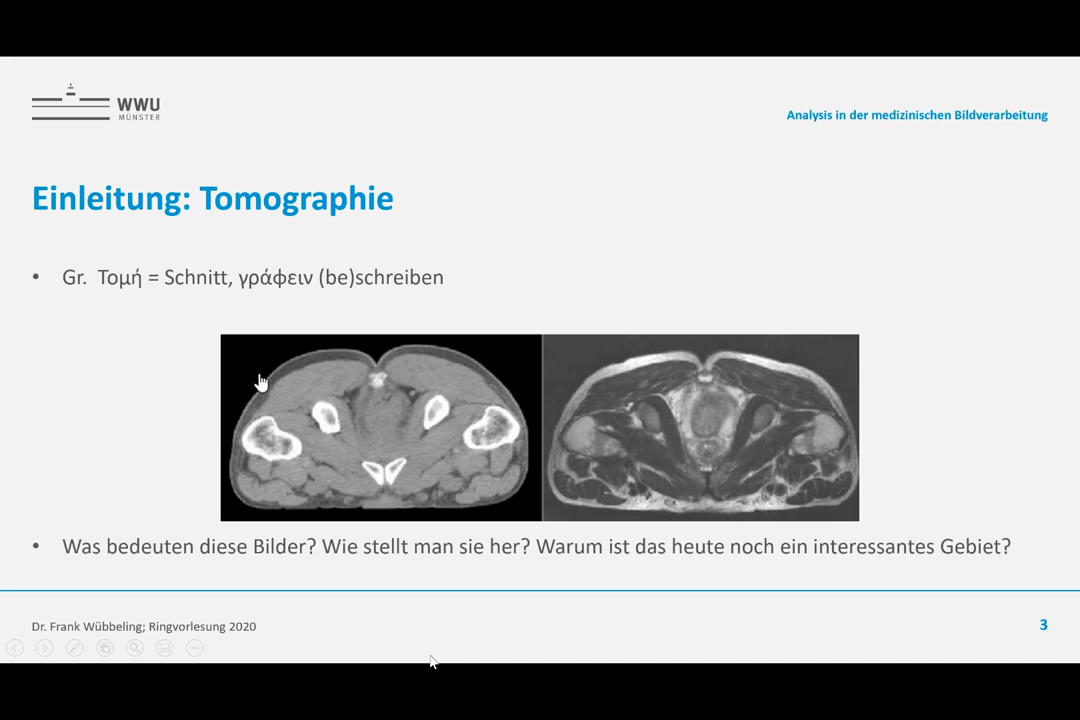 WWU
MÜNSTER
Analysis in der medizinischen Bildverarbeitung
Einleitung: Tomographie
• Gr. Τομή = Schnitt, γράφειν (be)schreiben
• Was bedeuten diese Bilder? Wie stellt man sie her? Warum ist das heute noch ein interessantes Gebiet?
Dr. Frank Wübbeling; Ringvorlesung 2020
3